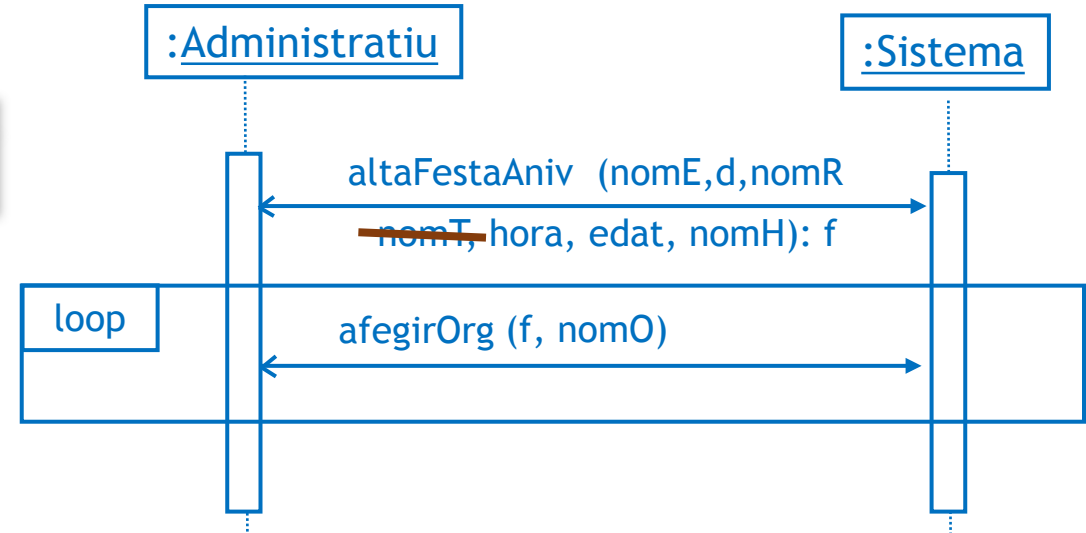 :Administratiu
:Sistema
altaFestaAniv (nomE,d,nomR
nomT, hora, edat, nomH): f
loop
afegirOrg (f, nomO)